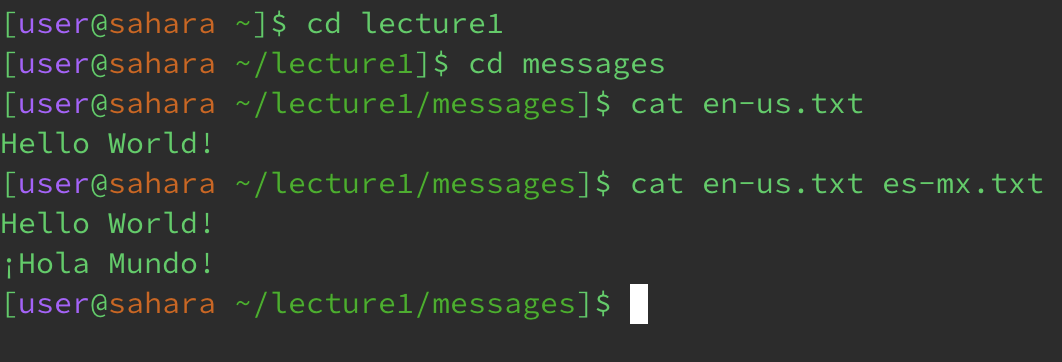 [user@sahara ~]$ cd lecture1
[user@sahara ~/lecture1]$ cd messages
[user@sahara ~/lecture1/messages]$ cat en-us.txt
Hello World!
[user@sahara ~/lecture1/messages]$ cat en-us.txt es-mx.txt
Hello World!
¡Hola Mundo!
[user@sahara ~/lecture1/messages]$